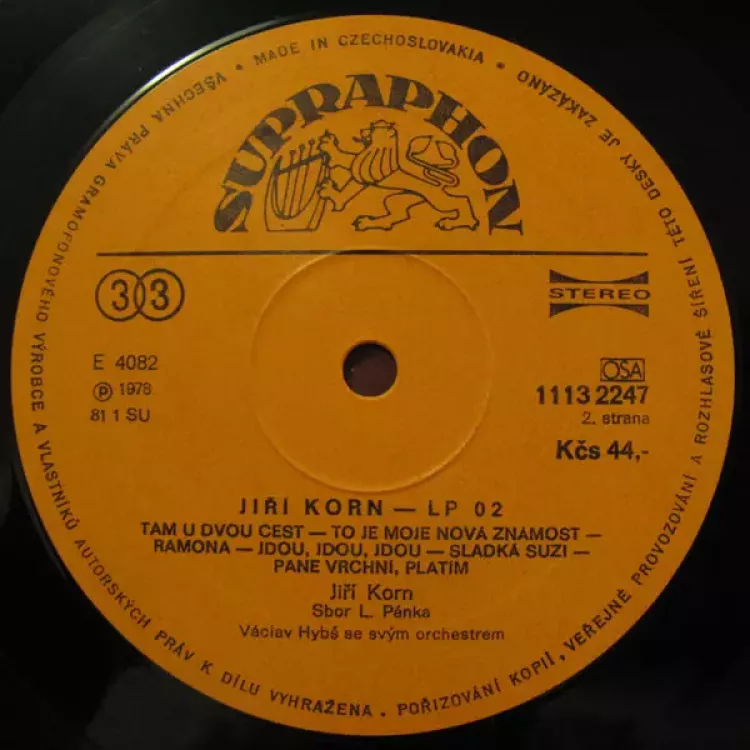 VŠECHNA PRÁVA GRAMOFONOVÉHO VÝROBCE A VLASTNÍKŮ AUTORSKÝCH PRÁV K DÍLU VYHRAŽENA. POŘIZOVÁNÍ KOPIÍ, VEŘEJNÉ PROVOZOVÁNÍ A ROZHLASOVÉ ŠÍŘENÍ TÉTO DESKY JE ZAKÁZÁNO
• MADE IN CZECHOSLOVAKIA •
SUPRAPHON
33
STEREO
E 4082
OSA
℗ 1978
1113 2247
81 1 SU
2. strana
Kčs 44,-
JIŘÍ KORN — LP 02
TAM U DVOU CEST — TO JE MOJE NOVÁ ZNÁMOST —
RAMONA — JDOU, JDOU, JDOU — SLADKÁ SUZI —
PANE VRCHNÍ, PLATÍM
Jiří Korn
Sbor L. Pánka
Václav Hybš se svým orchestrem